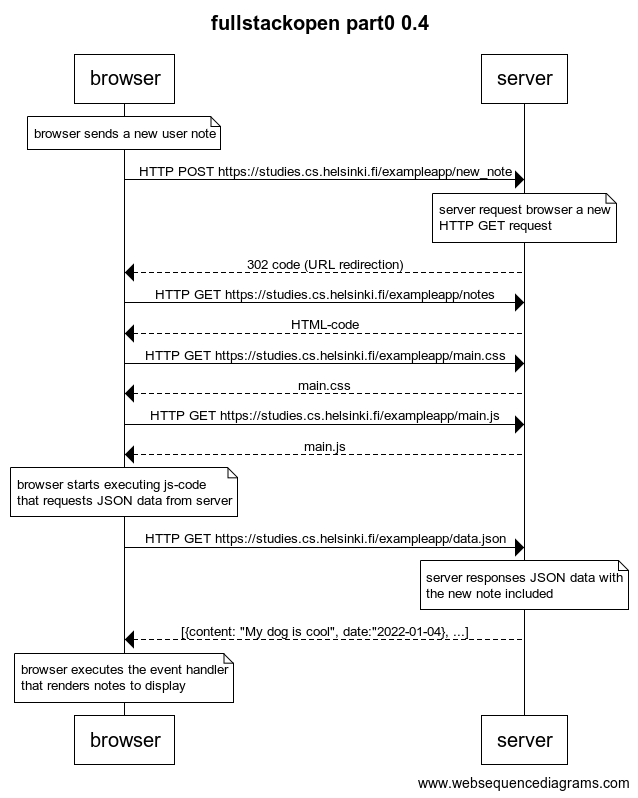 fullstackopen part0 0.4
browser
server
browser sends a new user note
HTTP POST https://studies.cs.helsinki.fi/exampleapp/new_note
server request browser a new
HTTP GET request
302 code (URL redirection)
HTTP GET https://studies.cs.helsinki.fi/exampleapp/notes
HTML-code
HTTP GET https://studies.cs.helsinki.fi/exampleapp/main.css
main.css
HTTP GET https://studies.cs.helsinki.fi/exampleapp/main.js
main.js
browser starts executing js-code
that requests JSON data from server
HTTP GET https://studies.cs.helsinki.fi/exampleapp/data.json
server responses JSON data with
the new note included
[{content: "My dog is cool", date:"2022-01-04}, ...]
browser executes the event handler
that renders notes to display
browser
server
www.websequencediagrams.com